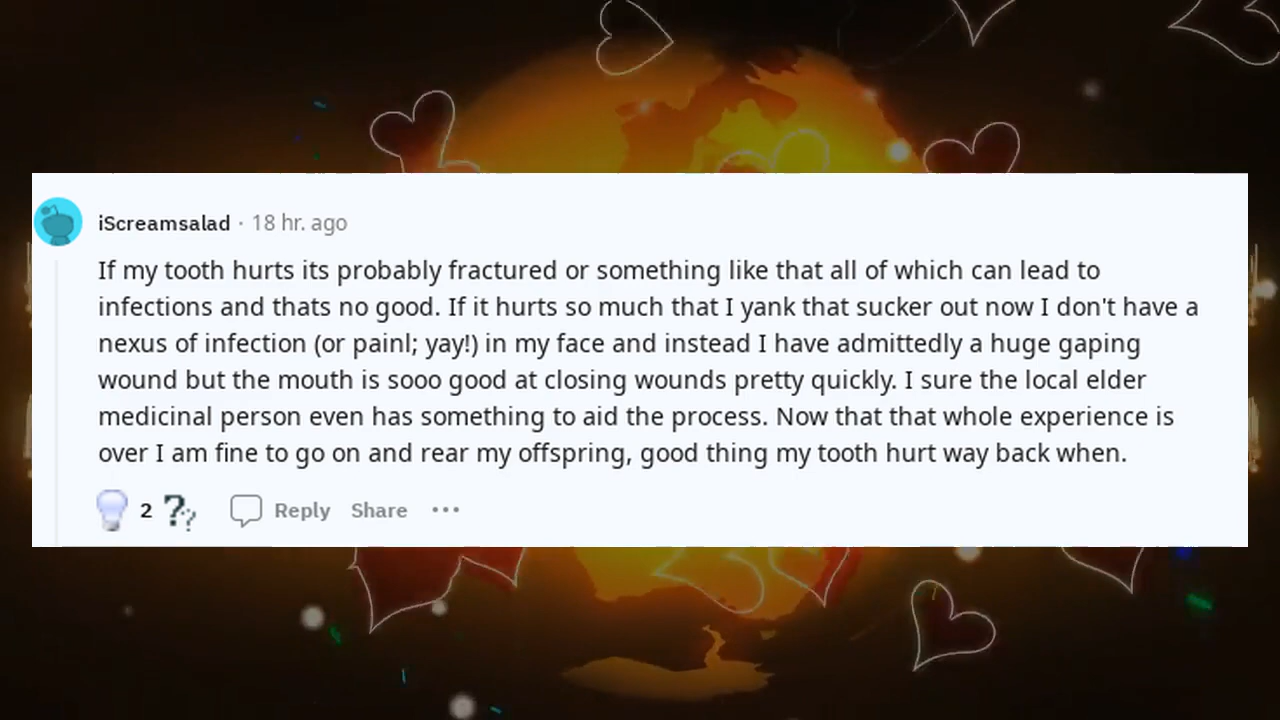 iScreamsalad · 18 hr. ago
If my tooth hurts its probably fractured or something like that all of which can lead to
infections and thats no good. If it hurts so much that I yank that sucker out now I don't have a
nexus of infection (or painl; yay!) in my face and instead I have admittedly a huge gaping
wound but the mouth is sooo good at closing wounds pretty quickly. I sure the local elder
medicinal person even has something to aid the process. Now that that whole experience is
over I am fine to go on and rear my offspring, good thing my tooth hurt way back when.
2 Reply Share •••